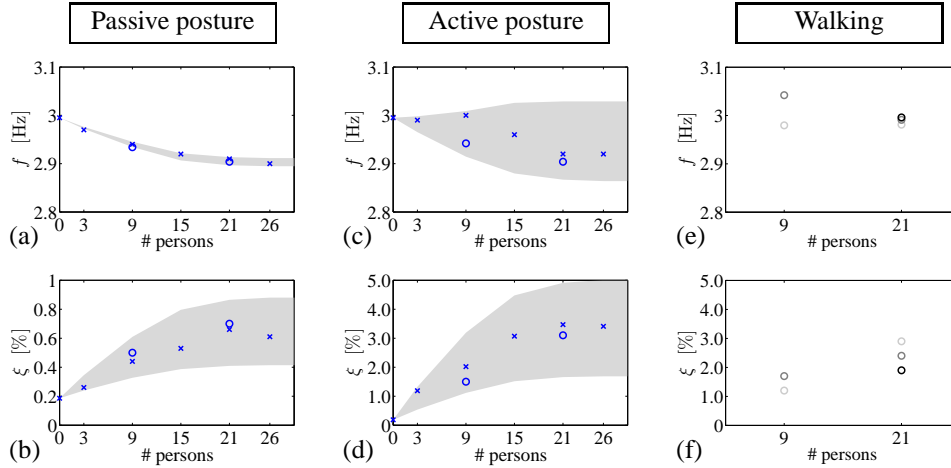 Passive posture
Active posture
Walking
3.1
3
2.9
2.8
f [Hz]
0 3 9 15 21 26
# persons
(a)
3.1
3
2.9
2.8
f [Hz]
0 3 9 15 21 26
# persons
(c)
3.1
3
2.9
2.8
f [Hz]
9 21
# persons
(e)
1
0.8
0.6
0.4
0.2
0
ξ [%]
0 3 9 15 21 26
# persons
(b)
5.0
4.0
3.0
2.0
1.0
0
ξ [%]
0 3 9 15 21 26
# persons
(d)
5.0
4.0
3.0
2.0
1.0
0
ξ [%]
9 21
# persons
(f)